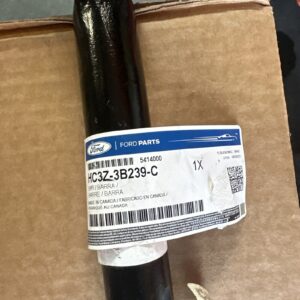 Ford
FORD PARTS
5414000
HC3Z-3B239-C
1X
BARRA /
BARRE / BARRA
MADE IN CANADA / FABRICADO EN CANADA /
FABRIQUÉ AU CANADA